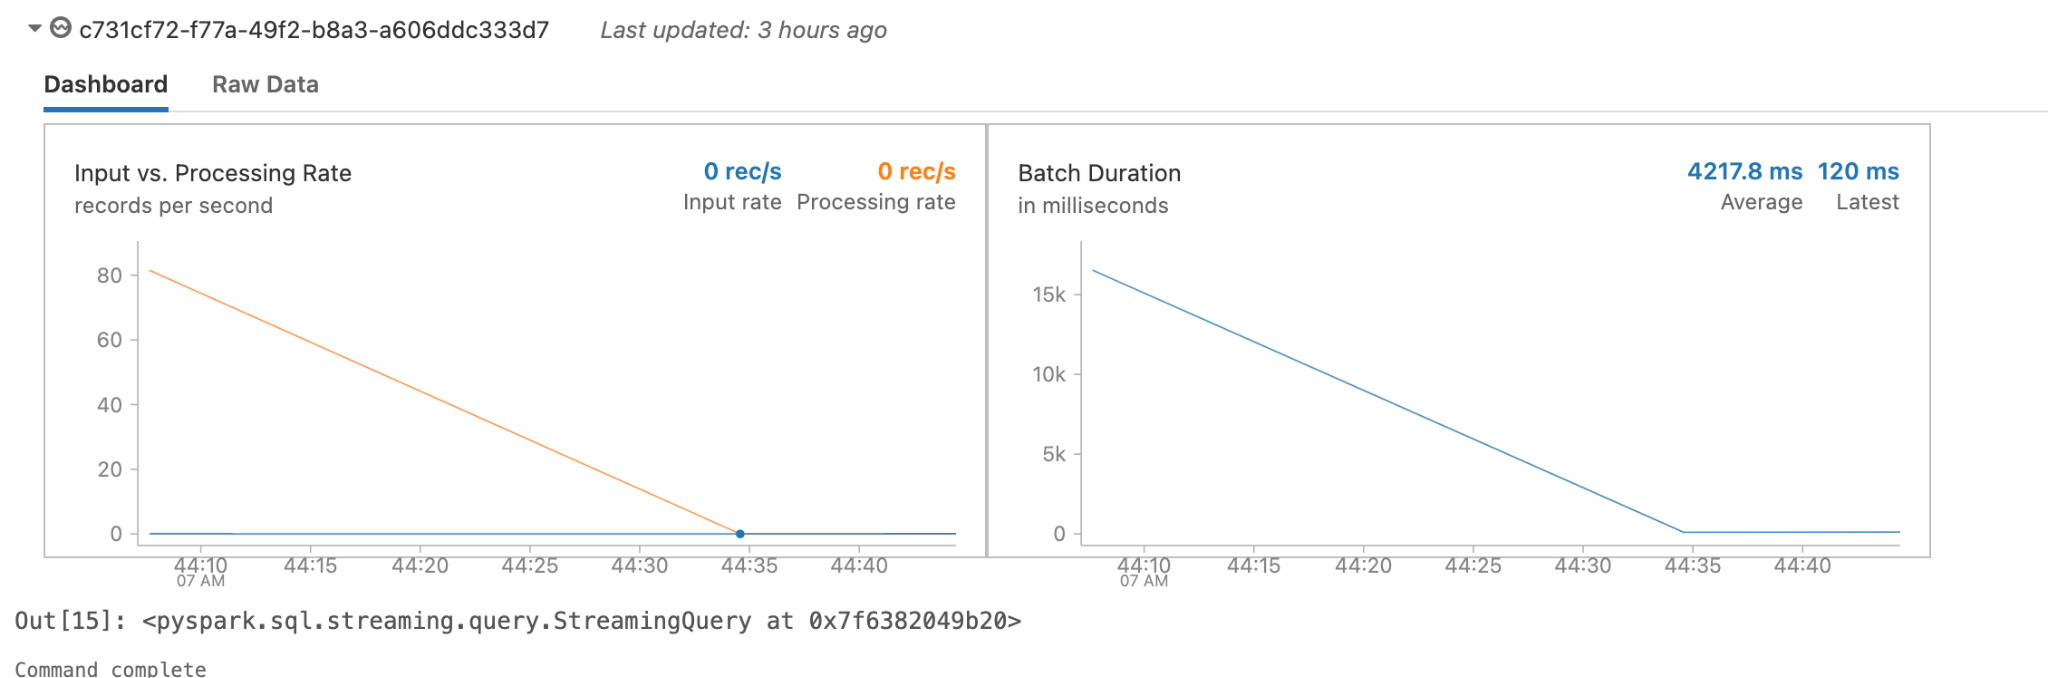 c731cf72-f77a-49f2-b8a3-a606ddc333d7 Last updated: 3 hours ago
Dashboard Raw Data
Input vs. Processing Rate
records per second
0 rec/s 0 rec/s
Input rate Processing rate
80
60
40
20
0
44:10 44:15 44:20 44:25 44:30 44:35 44:40
07 AM
Batch Duration
in milliseconds
4217.8 ms 120 ms
Average Latest
15k
10k
5k
0
44:10 44:15 44:20 44:25 44:30 44:35 44:40
07 AM
Out[15]: <pyspark.sql.streaming.query.StreamingQuery at 0x7f6382049b20>
Command complete